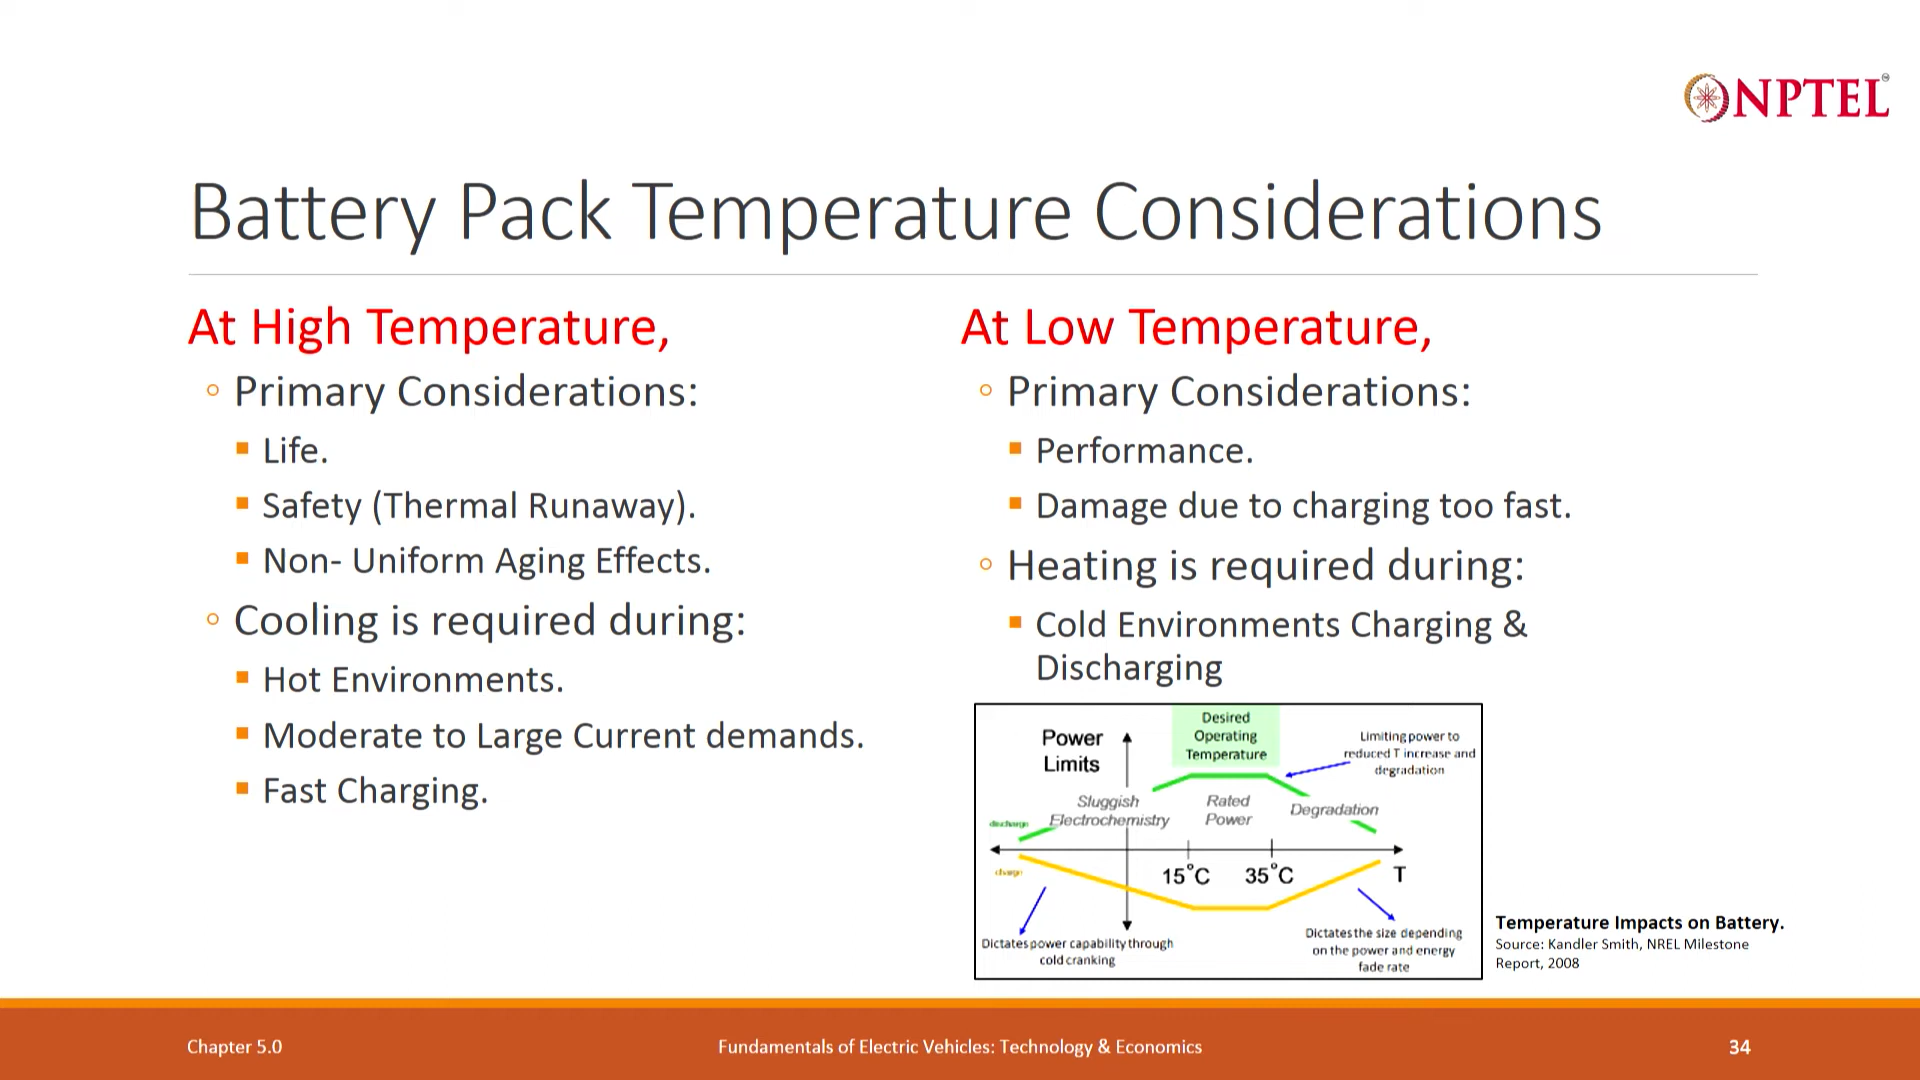 NPTEL
Battery Pack Temperature Considerations
At High Temperature,
Primary Considerations:
Life.
Safety (Thermal Runaway).
Non- Uniform Aging Effects.
Cooling is required during:
Hot Environments.
Moderate to Large Current demands.
Fast Charging.
At Low Temperature,
Primary Considerations:
Performance.
Damage due to charging too fast.
Heating is required during:
Cold Environments Charging &
Discharging
Power
Limits
Desired
Operating
Temperature
Limiting power to
reduced T increase and
degradation
Sluggish
Electrochemistry
Rated
Power
Degradation
discharge
charge
15°C
35°C
T
Dictates power capability through
cold cranking
Dictates the size depending
on the power and energy
fade rate
Temperature Impacts on Battery.
Source: Kandler Smith, NREL Milestone
Report, 2008
Chapter 5.0
Fundamentals of Electric Vehicles: Technology & Economics
34